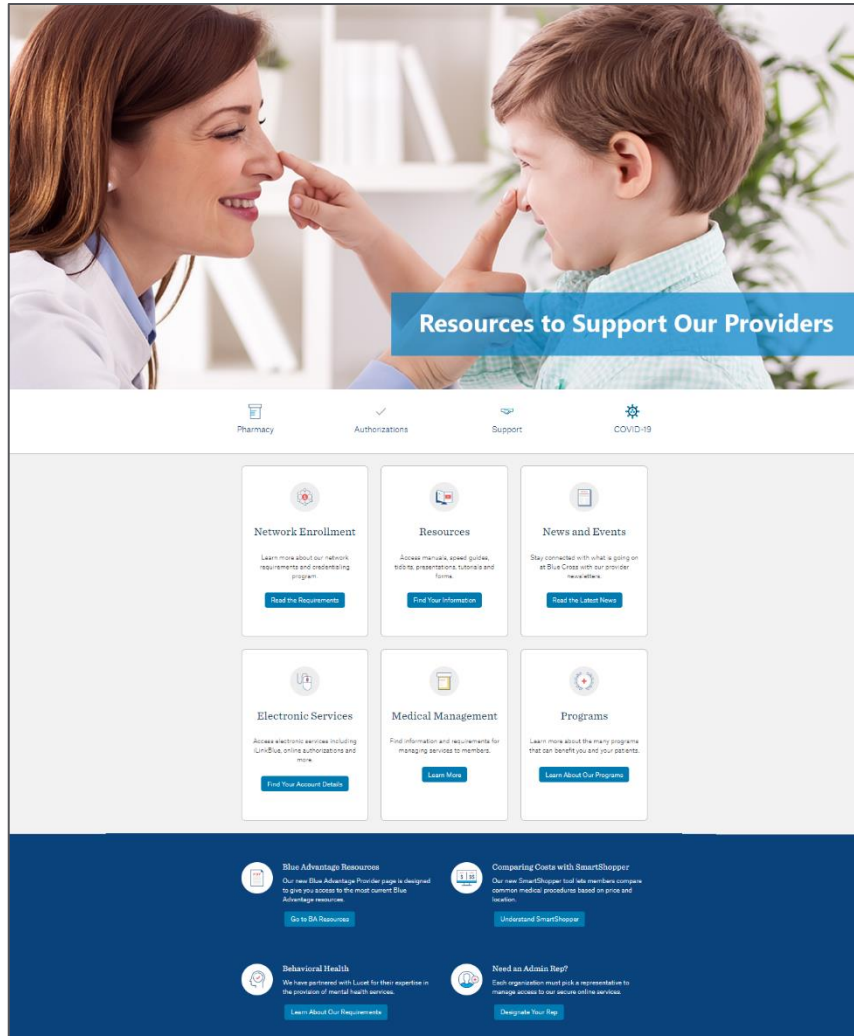 Resources to Support Our Providers
Pharmacy
Authorizations
Support
COVID-19
Network Enrollment
Learn more about our network
requirements and credentialing
program.
Read the Requirements
Resources
Access manuals, speed guides,
tidbits, presentations, tutorials and
forms.
Find Your Information
News and Events
Stay connected with what is going on
at Blue Cross with our provider
newsletters.
Read the Latest News
Electronic Services
Access electronic services including
iLinkBlue, online authorizations and
more.
Find Your Account Details
Medical Management
Find information and requirements for
managing services to members.
Learn More
Programs
Learn more about the many programs
that can benefit you and your patients.
Learn About Our Programs
Blue Advantage Resources
Our new Blue Advantage Provider page is designed
to give you access to the most current Blue
Advantage resources.
Go to BA Resources
Comparing Costs with SmartShopper
Our new SmartShopper tool lets members compare
common medical procedures based on price and
location.
Understand SmartShopper
Behavioral Health
We have partnered with Lucet for their expertise in
the provision of mental health services.
Learn About Our Requirements
Need an Admin Rep?
Each organization must pick a representative to
manage access to our secure online services.
Designate Your Rep